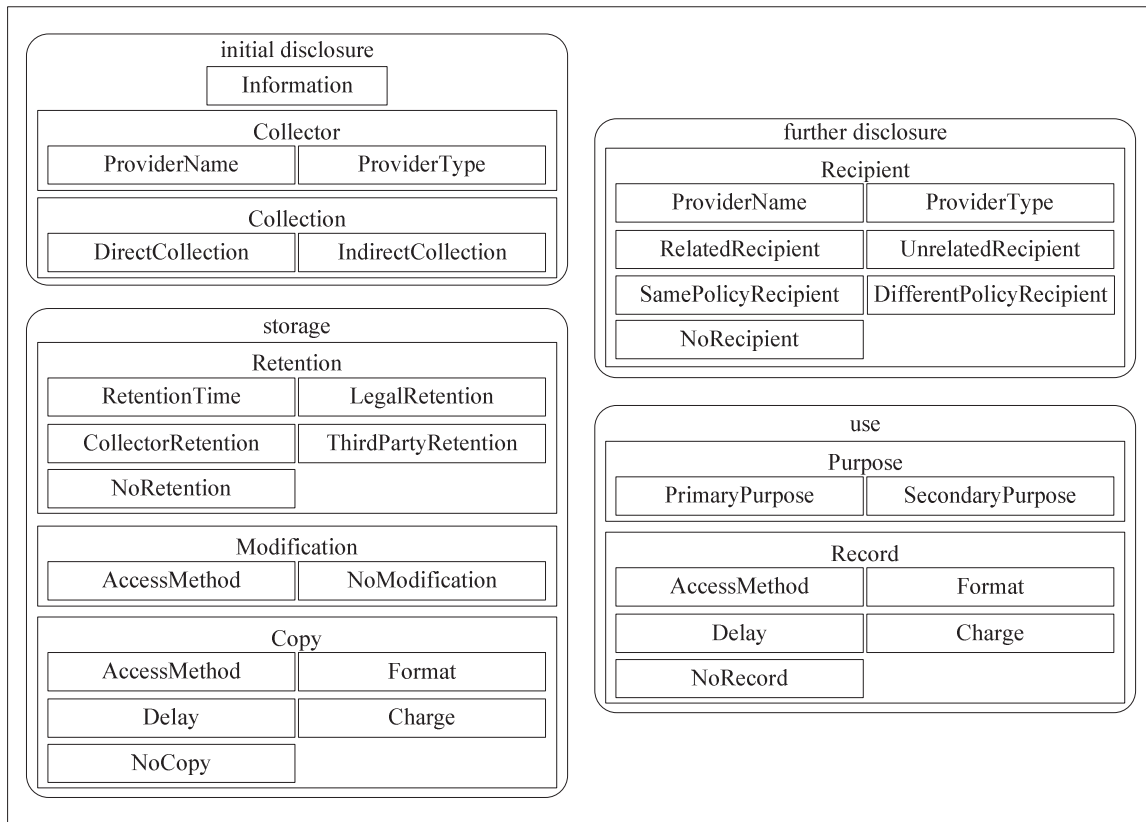 initial disclosure
Information
Collector
ProviderName ProviderType
Collection
DirectCollection IndirectCollection
storage
Retention
RetentionTime LegalRetention
CollectorRetention ThirdPartyRetention
NoRetention
Modification
AccessMethod NoModification
Copy
AccessMethod Format
Delay Charge
NoCopy
further disclosure
Recipient
ProviderName ProviderType
RelatedRecipient UnrelatedRecipient
SamePolicyRecipient DifferentPolicyRecipient
NoRecipient
use
Purpose
PrimaryPurpose SecondaryPurpose
Record
AccessMethod Format
Delay Charge
NoRecord